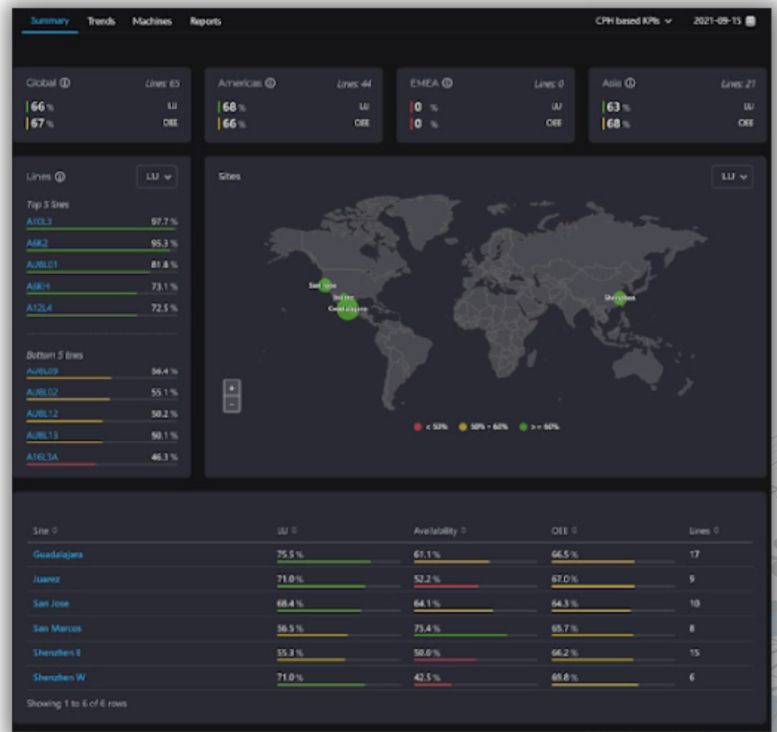 Summary Trends Machines Reports CPH based KPIs 2021-09-15
Global Lines: 65
66 % LU
67 % OEE
Americas Lines: 44
68 % LU
66 % OEE
EMEA Lines: 0
0 % LU
0 % OEE
Asia Lines: 21
63 % LU
68 % OEE
Lines LU
Top 5 lines
A10L3 97.7 %
A6K2 95.3 %
AUBL01 81.8 %
A6KH 73.1 %
A12L4 72.5 %
Bottom 5 lines
AUBL09 56.4 %
AUBL02 55.1 %
AUBL12 50.2 %
AUBL13 50.1 %
A16L3A 46.3 %
Sites LU
San Jose
Juarez
Guadalajara
Shenzhen
+
-
< 50% 50% - 60% >= 60%
Site LU Availability OEE Lines
Guadalajara 75.5 % 61.1 % 66.5 % 17
Juarez 71.0 % 52.2 % 67.0 % 9
San Jose 68.4 % 64.1 % 64.3 % 10
San Marcos 56.5 % 73.4 % 65.7 % 8
Shenzhen E 55.3 % 50.0 % 66.2 % 15
Shenzhen W 71.0 % 42.5 % 69.8 % 6
Showing 1 to 6 of 6 rows